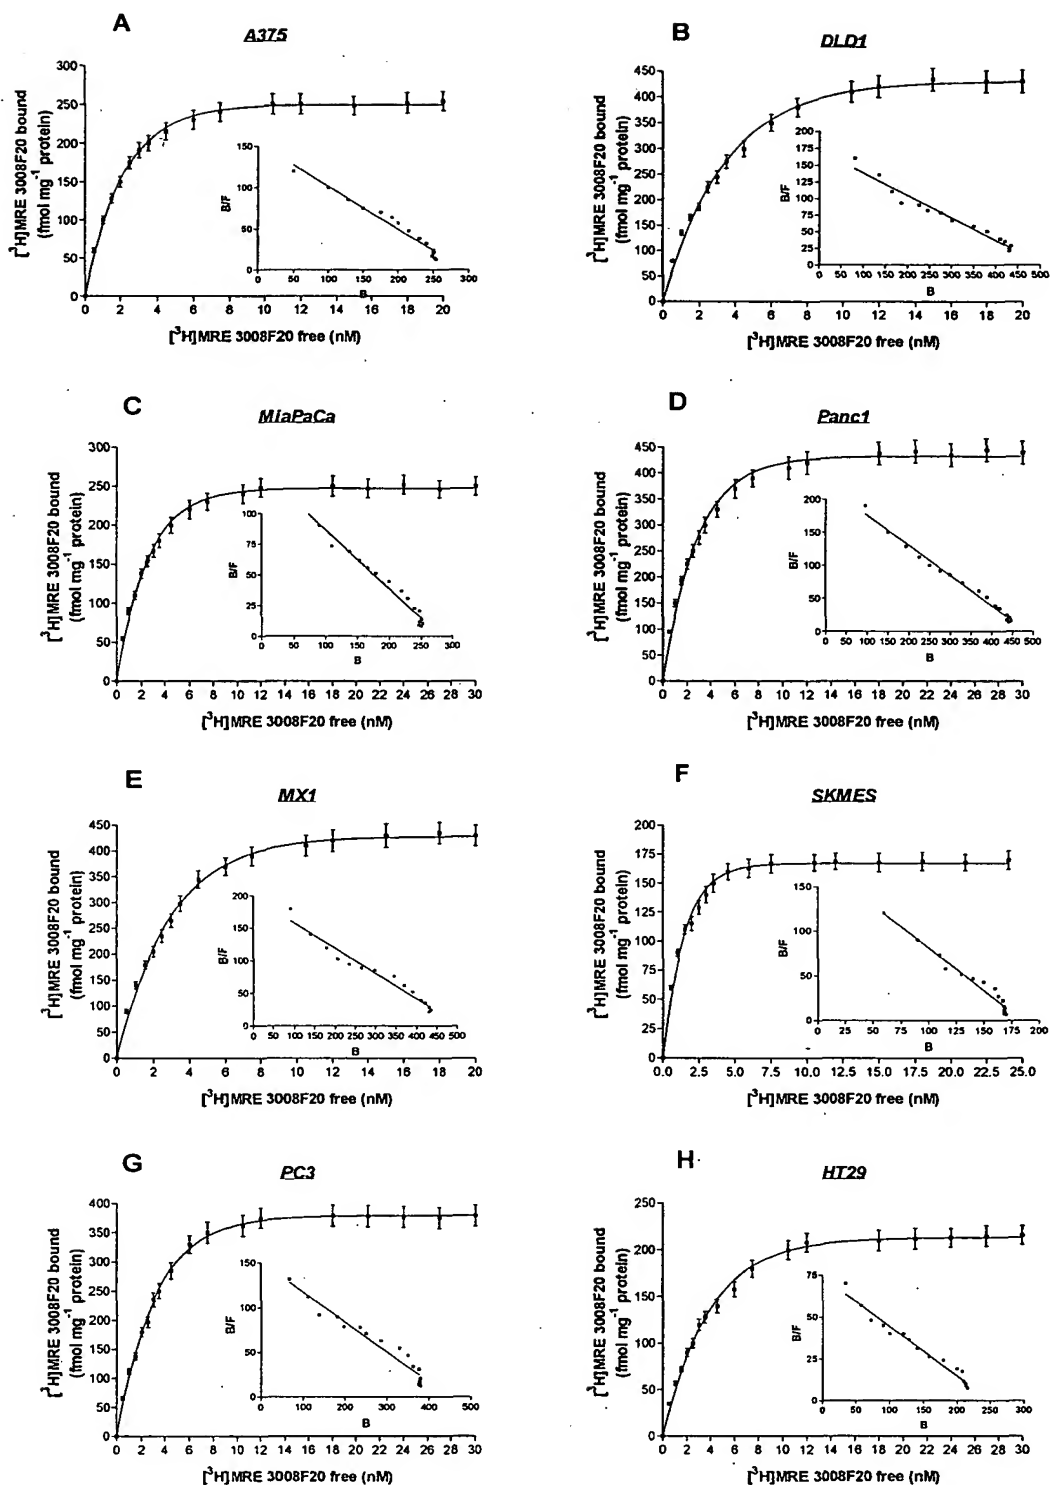 A
A375
[³H]MRE 3008F20 bound
(fmol mg⁻¹ protein)
300
250
200
150
100
50
0
0 2 4 6 8 10 12 14 16 18 20
[³H]MRE 3008F20 free (nM)
B/F
150
100
50
0
0 50 100 150 200 250 300
B
B
DLD1
[³H]MRE 3008F20 bound
(fmol mg⁻¹ protein)
450
400
350
300
250
200
150
100
50
0
0 2 4 6 8 10 12 14 16 18 20
[³H]MRE 3008F20 free (nM)
B/F
200
175
150
125
100
75
50
25
0
0 50 100 150 200 250 300 350 400 450 500
B
C
MiaPaCa
[³H]MRE 3008F20 bound
(fmol mg⁻¹ protein)
300
250
200
150
100
50
0
0 2 4 6 8 10 12 14 16 18 20 22 24 26 28 30
[³H]MRE 3008F20 free (nM)
B/F
100
75
50
25
0
0 50 100 150 200 250 300
B
D
Panc1
[³H]MRE 3008F20 bound
(fmol mg⁻¹ protein)
450
400
350
300
250
200
150
100
50
0
0 2 4 6 8 10 12 14 16 18 20 22 24 26 28 30
[³H]MRE 3008F20 free (nM)
B/F
200
150
100
50
0
0 50 100 150 200 250 300 350 400 450 500
B
E
MX1
[³H]MRE 3008F20 bound
(fmol mg⁻¹ protein)
450
400
350
300
250
200
150
100
50
0
0 2 4 6 8 10 12 14 16 18 20
[³H]MRE 3008F20 free (nM)
B/F
200
150
100
50
0
0 50 100 150 200 250 300 350 400 450 500
B
F
SKMES
[³H]MRE 3008F20 bound
(fmol mg⁻¹ protein)
200
175
150
125
100
75
50
25
0
0.0 2.5 5.0 7.5 10.0 12.5 15.0 17.5 20.0 22.5 25.0
[³H]MRE 3008F20 free (nM)
B/F
150
100
50
0
0 25 50 75 100 125 150 175 200
B
G
PC3
[³H]MRE 3008F20 bound
(fmol mg⁻¹ protein)
400
350
300
250
200
150
100
50
0
0 2 4 6 8 10 12 14 16 18 20 22 24 26 28 30
[³H]MRE 3008F20 free (nM)
B/F
150
100
50
0
0 100 200 300 400 500
B
H
HT29
[³H]MRE 3008F20 bound
(fmol mg⁻¹ protein)
250
200
150
100
50
0
0 2 4 6 8 10 12 14 16 18 20 22 24 26 28 30
[³H]MRE 3008F20 free (nM)
B/F
75
50
25
0
0 50 100 150 200 250 300
B